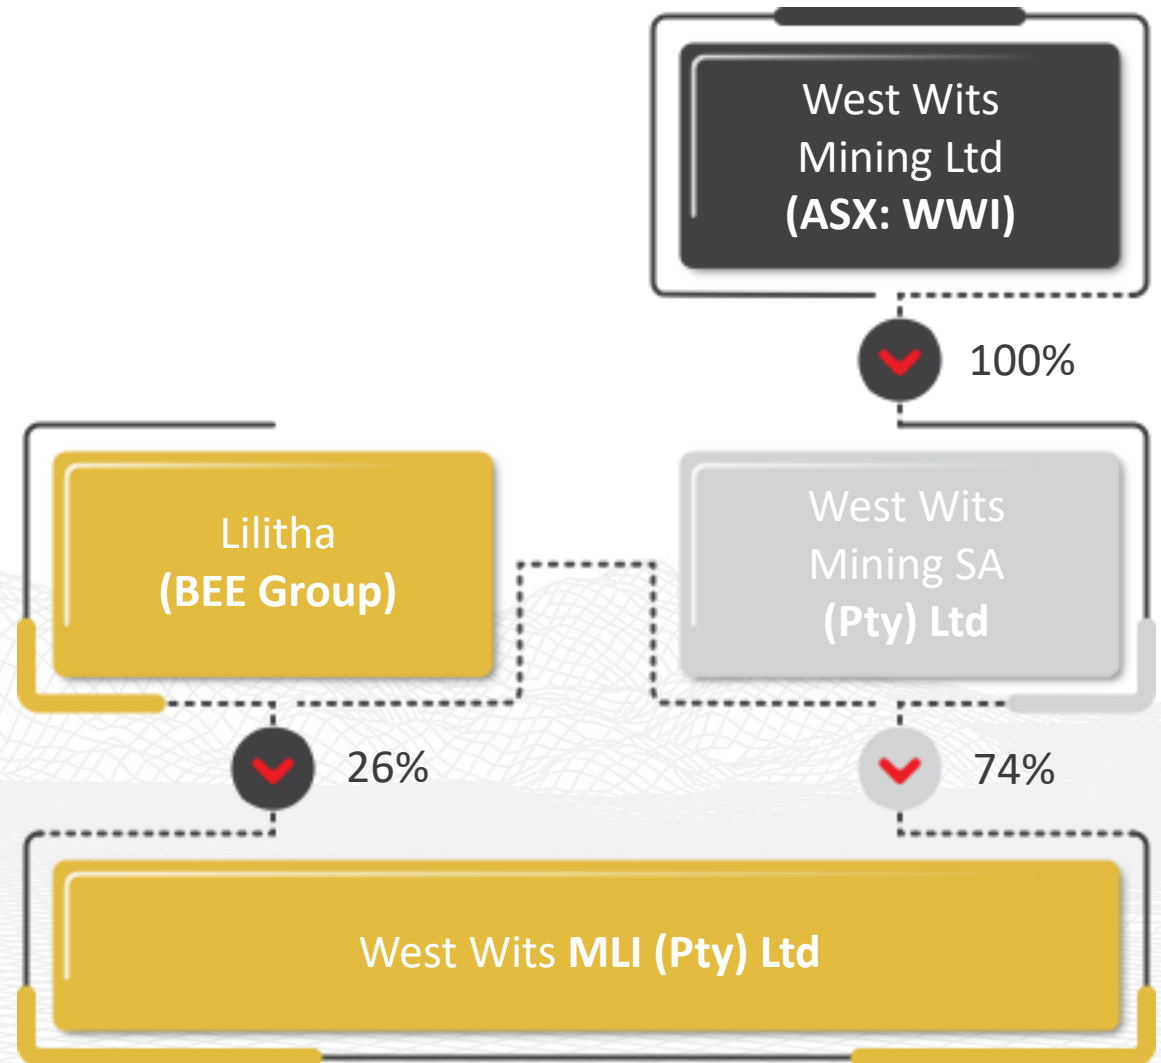 West Wits
Mining Ltd
(ASX: WWI)
100%
Lilitha
(BEE Group)
West Wits
Mining SA
(Pty) Ltd
26%
74%
West Wits MLI (Pty) Ltd